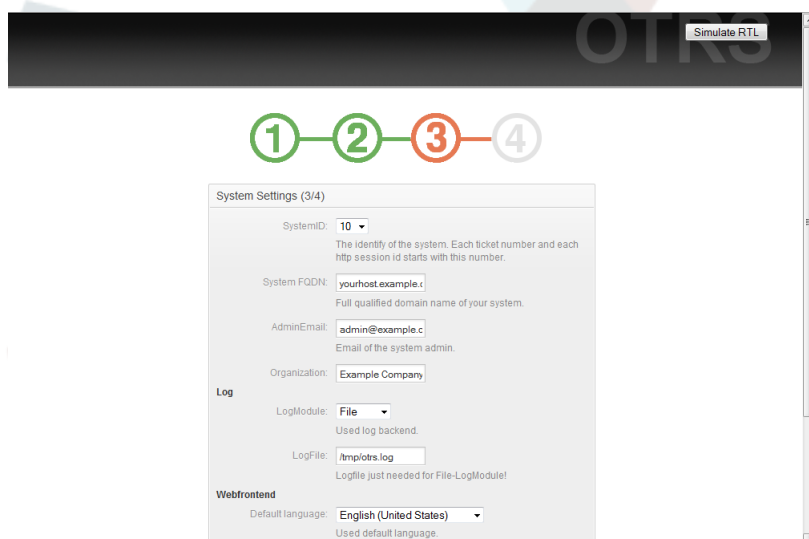 OTRS
Simulate RTL
1 2 3 4
System Settings (3/4)
SystemID: 10
The identify of the system. Each ticket number and each
http session id starts with this number.
System FQDN: yourhost.example.c
Full qualified domain name of your system.
AdminEmail: admin@example.c
Email of the system admin.
Organization: Example Company
Log
LogModule: File
Used log backend.
LogFile: /tmp/otrs.log
Logfile just needed for File-LogModule!
Webfrontend
Default language: English (United States)
Used default language.